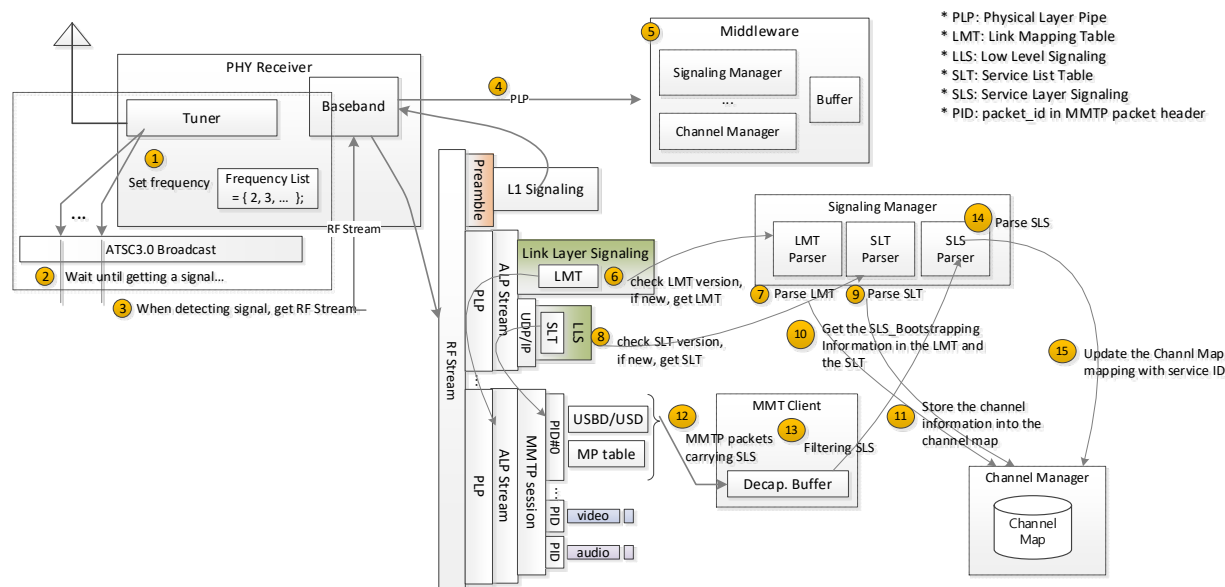 * PLP: Physical Layer Pipe
* LMT: Link Mapping Table
* LLS: Low Level Signaling
* SLT: Service List Table
* SLS: Service Layer Signaling
* PID: packet_id in MMTP packet header
PHY Receiver
Tuner
Baseband
1
Set frequency
Frequency List
= { 2, 3, … };
...
RF Stream
ATSC3.0 Broadcast
2 Wait until getting a signal…
3 When detecting signal, get RF Stream
4
PLP
5
Middleware
Signaling Manager
...
Channel Manager
Buffer
RF Stream
Preamble
L1 Signaling
PLP
ALP Stream
Link Layer Signaling
LMT
6
check LMT version,
if new, get LMT
UDP/IP
SLT
LLS
8
check SLT version,
if new, get SLT
...
PLP
ALP Stream
MMTP session
PID#0
USBD/USD
MP table
...
PID
video
PID
audio
12
MMTP packets
carrying SLS
MMT Client
13
Filtering SLS
Decap. Buffer
Signaling Manager
LMT
Parser
SLT
Parser
SLS
Parser
14
Parse SLS
7 Parse LMT
9 Parse SLT
10
Get the SLS_Bootstrapping
Information in the LMT and
the SLT
11
Store the channel
information into the
channel map
15
Update the Channl Map
mapping with service ID
Channel Manager
Channel
Map